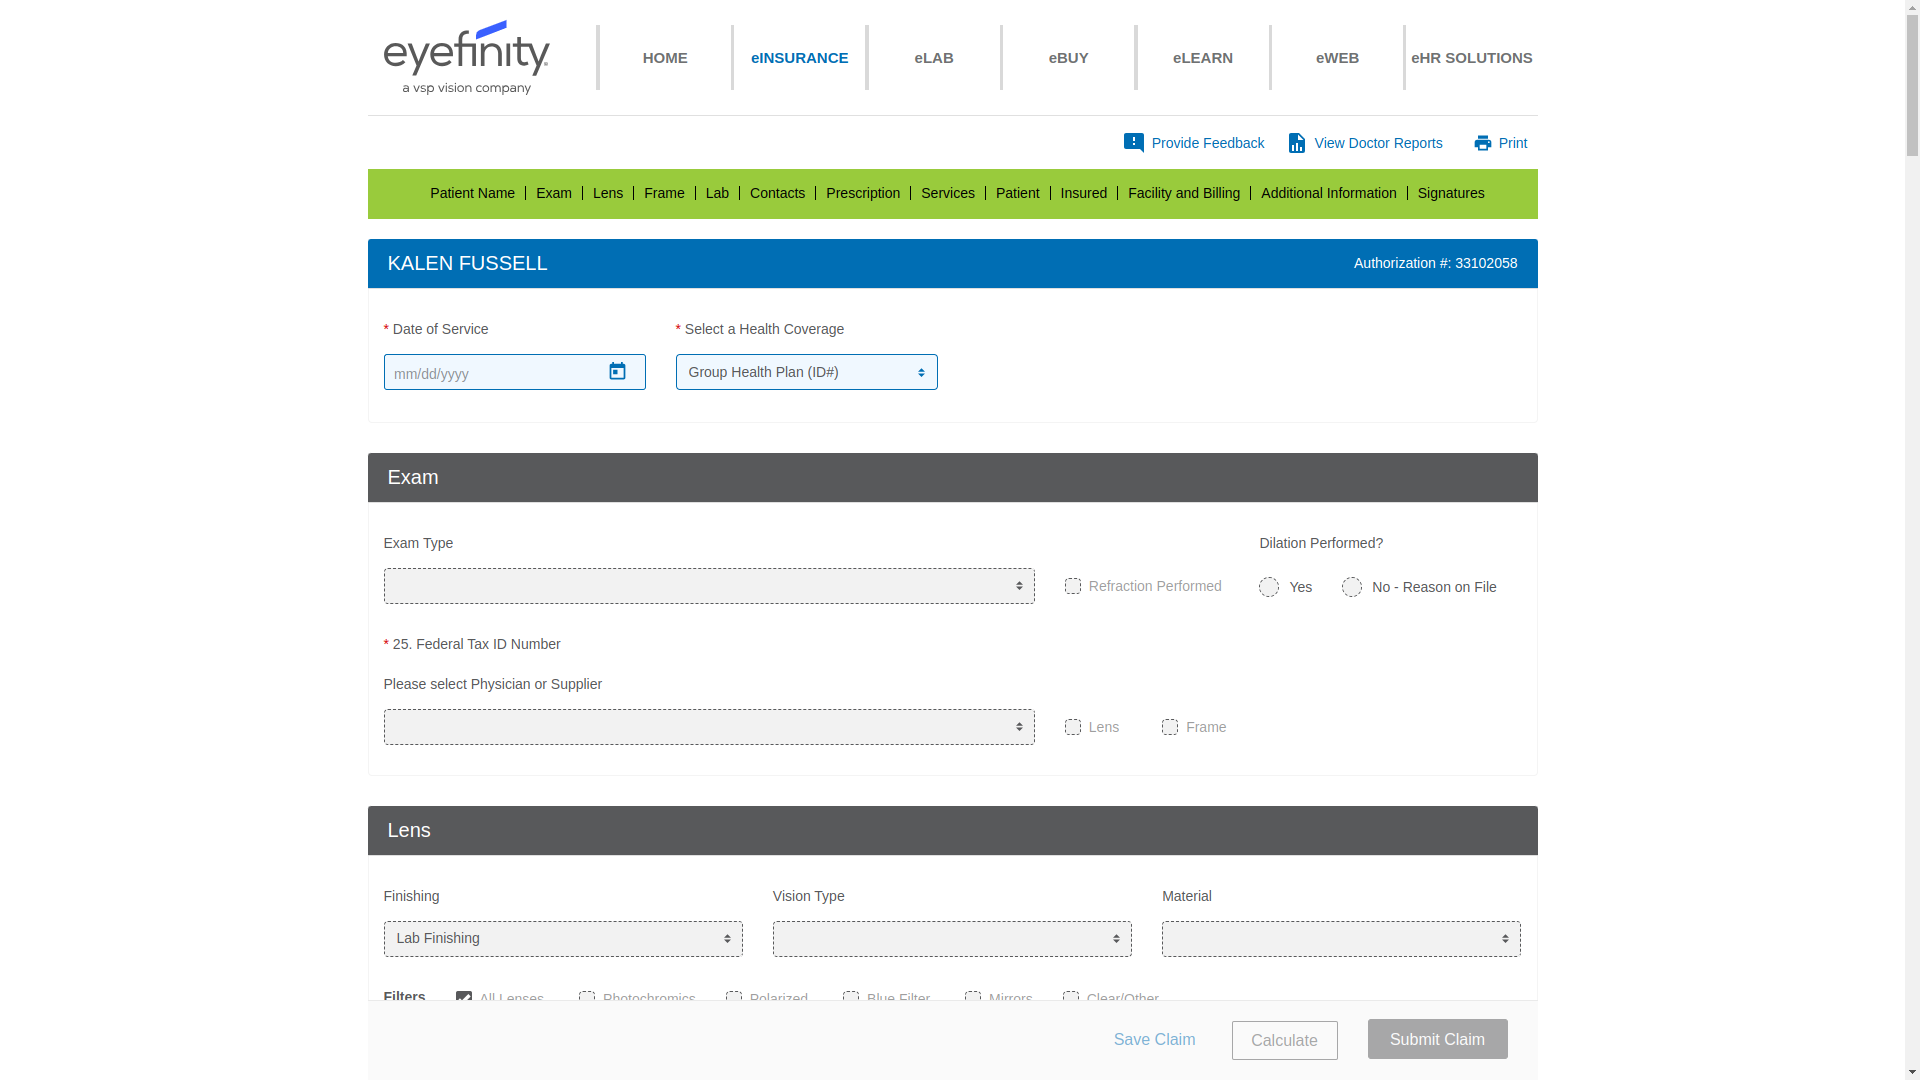 eyefinity
a vsp vision company
HOME
eINSURANCE
eLAB
eBUY
eLEARN
eWEB
eHR SOLUTIONS
Provide Feedback
View Doctor Reports
Print
Patient Name
Exam
Lens
Frame
Lab
Contacts
Prescription
Services
Patient
Insured
Facility and Billing
Additional Information
Signatures
KALEN FUSSELL
Authorization #: 33102058
* Date of Service
* Select a Health Coverage
mm/dd/yyyy
Group Health Plan (ID#)
Exam
Exam Type
Dilation Performed?
Refraction Performed
Yes
No - Reason on File
* 25. Federal Tax ID Number
Please select Physician or Supplier
Lens
Frame
Lens
Finishing
Vision Type
Material
Lab Finishing
Filters
All Lenses
Photochromics
Polarized
Blue Filter
Mirrors
Clear/Other
Save Claim
Calculate
Submit Claim